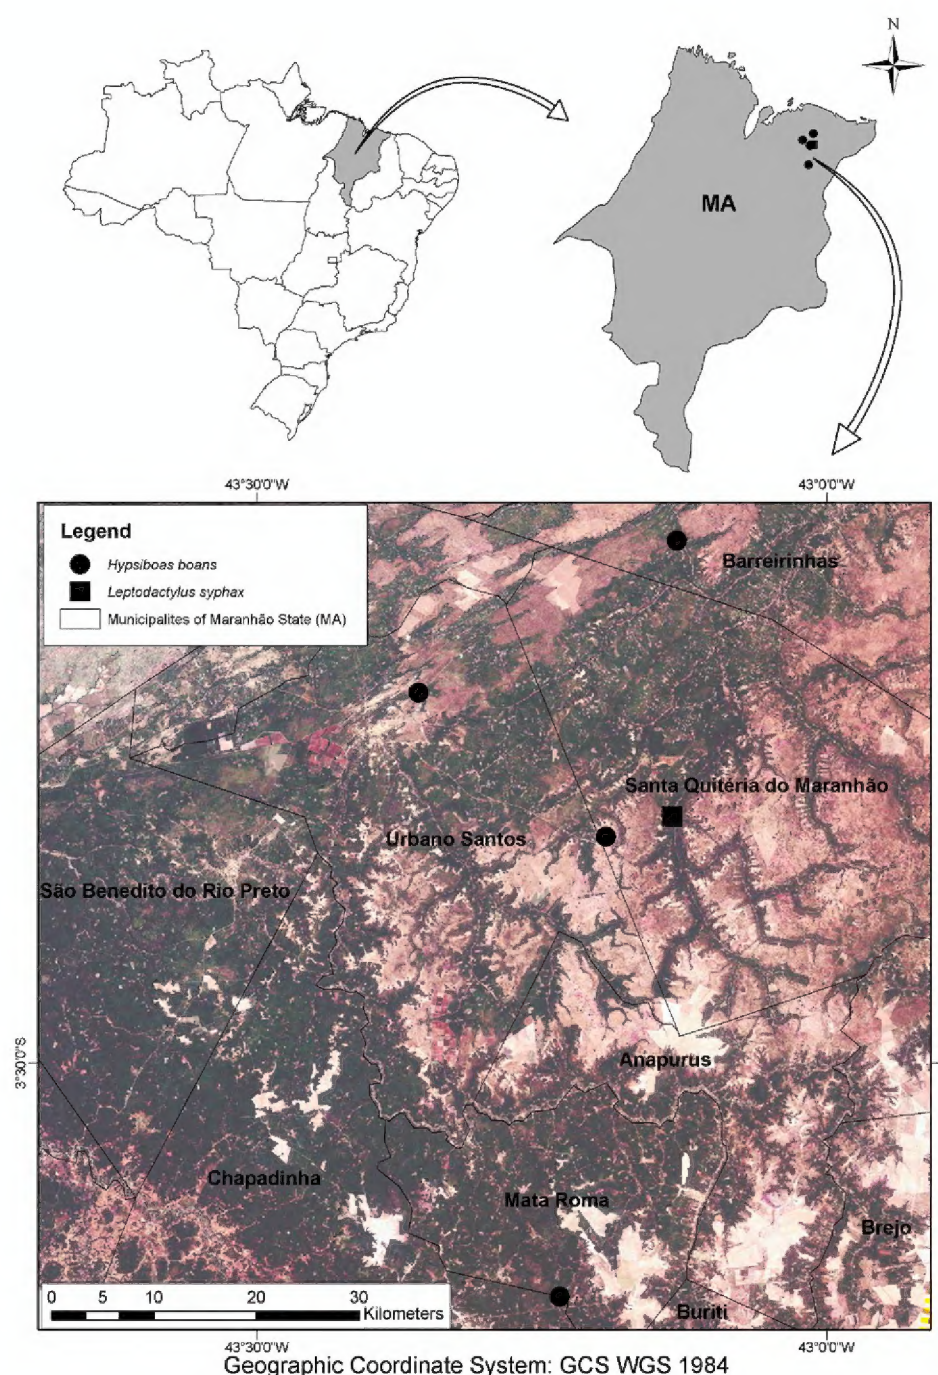 N
MA
43°30'0"W
43°0'0"W
Legend
Hypsiboas boans
Leptodactylus syphax
Municipalites of Maranhão State (MA)
Barreirinhas
Santa Quitéria do Maranhão
Urbano Santos
São Benedito do Rio Preto
3°30'0"S
Anapurus
Chapadinha
Mata Roma
Brejo
Buriti
0 5 10 20 30
Kilometers
43°30'0"W
43°0'0"W
Geographic Coordinate System: GCS WGS 1984